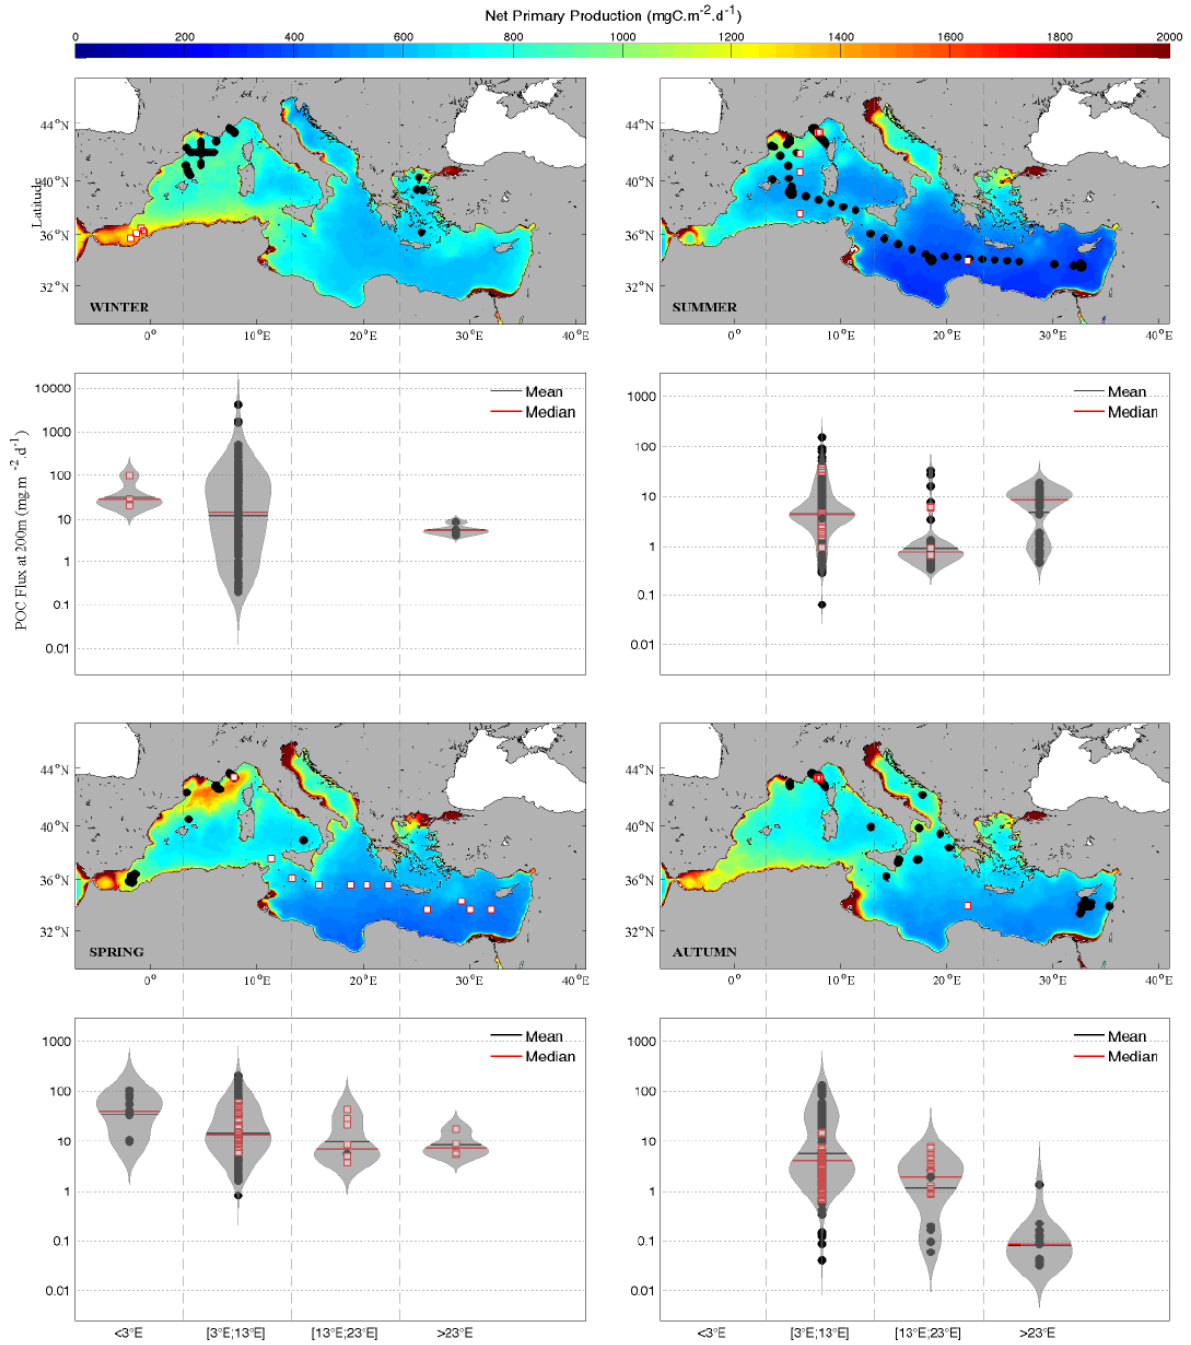 Net Primary Production (mgC.m⁻².d⁻¹)
0 200 400 600 800 1000 1200 1400 1600 1800 2000
44°N
40°N
36°N
32°N
Latitude
WINTER
0° 10°E 20°E 30°E 40°E
44°N
40°N
36°N
32°N
SUMMER
0° 10°E 20°E 30°E 40°E
POC Flux at 200m (mg.m⁻².d⁻¹)
10000
1000
100
10
1
0.1
0.01
Mean
Median
1000
100
10
1
0.1
0.01
Mean
Median
44°N
40°N
36°N
32°N
SPRING
0° 10°E 20°E 30°E 40°E
44°N
40°N
36°N
32°N
AUTUMN
0° 10°E 20°E 30°E 40°E
1000
100
10
1
0.1
0.01
Mean
Median
<3°E [3°E;13°E] [13°E;23°E] >23°E
1000
100
10
1
0.1
0.01
Mean
Median
<3°E [3°E;13°E] [13°E;23°E] >23°E